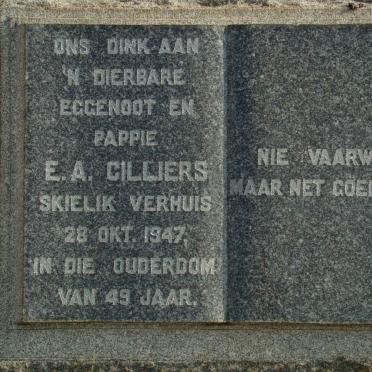 ONS DINK AAN
'N DIERBARE
EGGENOOT EN
PAPPIE
E.A. CILLIERS
SKIELIK VERHUIS
28 OKT. 1947,
IN DIE OUDERDOM
VAN 49 JAAR.
NIE VAARW
MAAR NET GOE